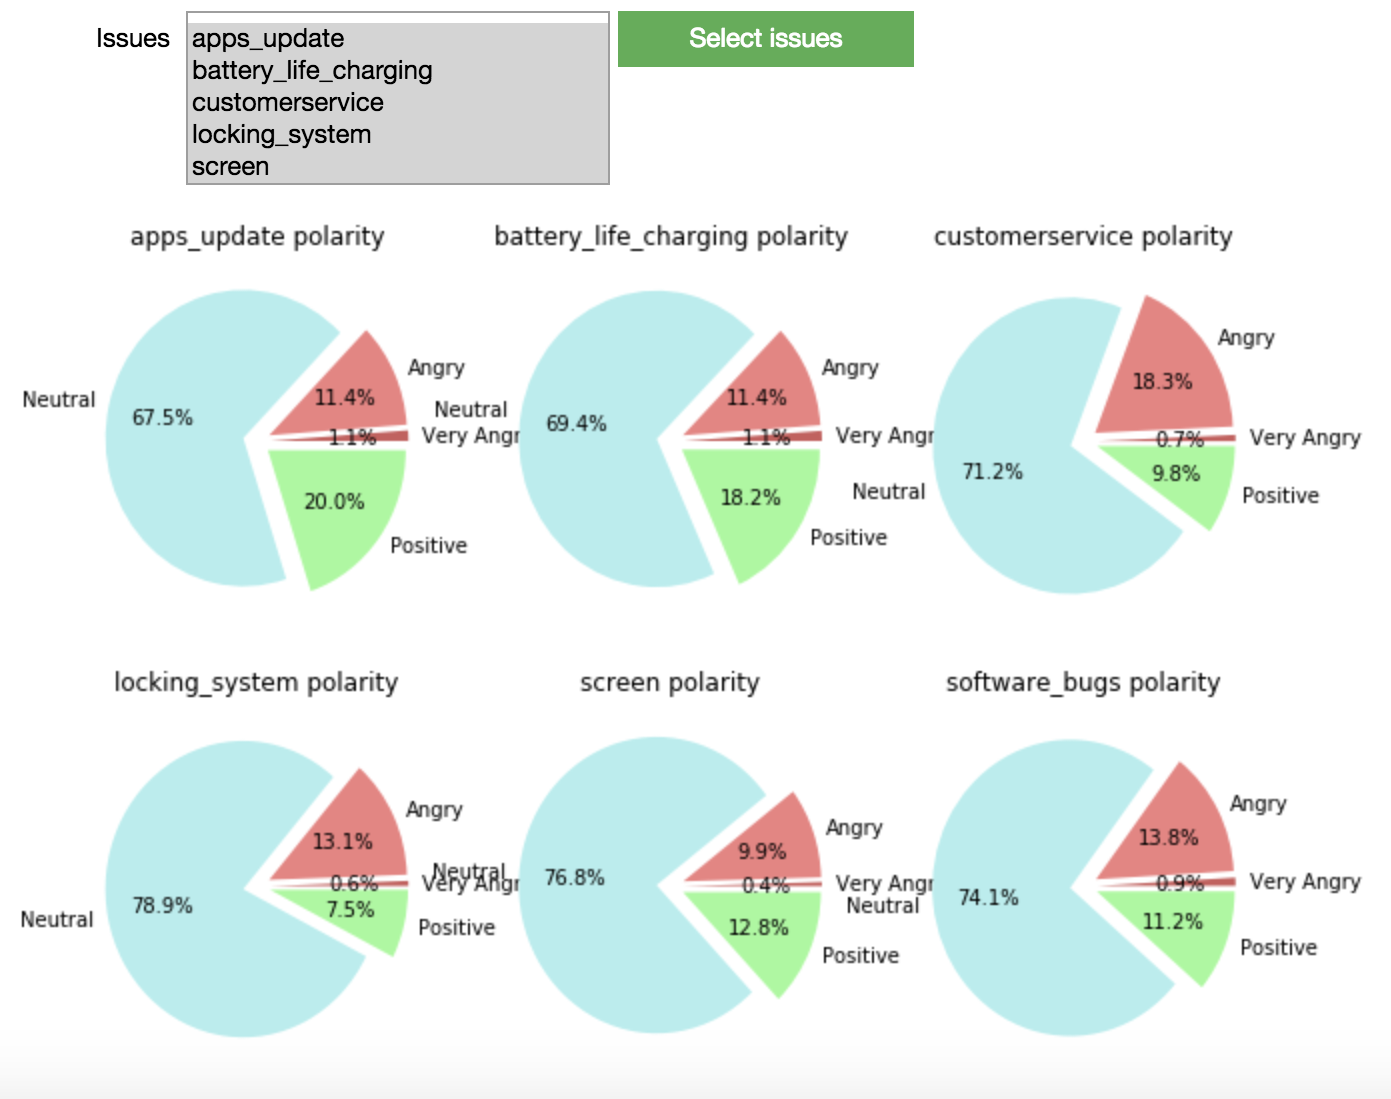 Issues
apps_update
battery_life_charging
customerservice
locking_system
screen
Select issues
apps_update polarity
Angry
11.4%
Neutral
67.5%
1.1%
Very Angr
20.0%
Positive
battery_life_charging polarity
Angry
11.4%
Neutral
69.4%
1.1%
Very Angr
18.2%
Positive
customerservice polarity
Angry
18.3%
Neutral
71.2%
0.7%
Very Angry
9.8%
Positive
locking_system polarity
Angry
13.1%
Neutral
78.9%
0.6%
Very Angr
7.5%
Positive
screen polarity
Angry
9.9%
Neutral
76.8%
0.4%
Very Angr
12.8%
Positive
software_bugs polarity
Angry
13.8%
Neutral
74.1%
0.9%
Very Angry
11.2%
Positive